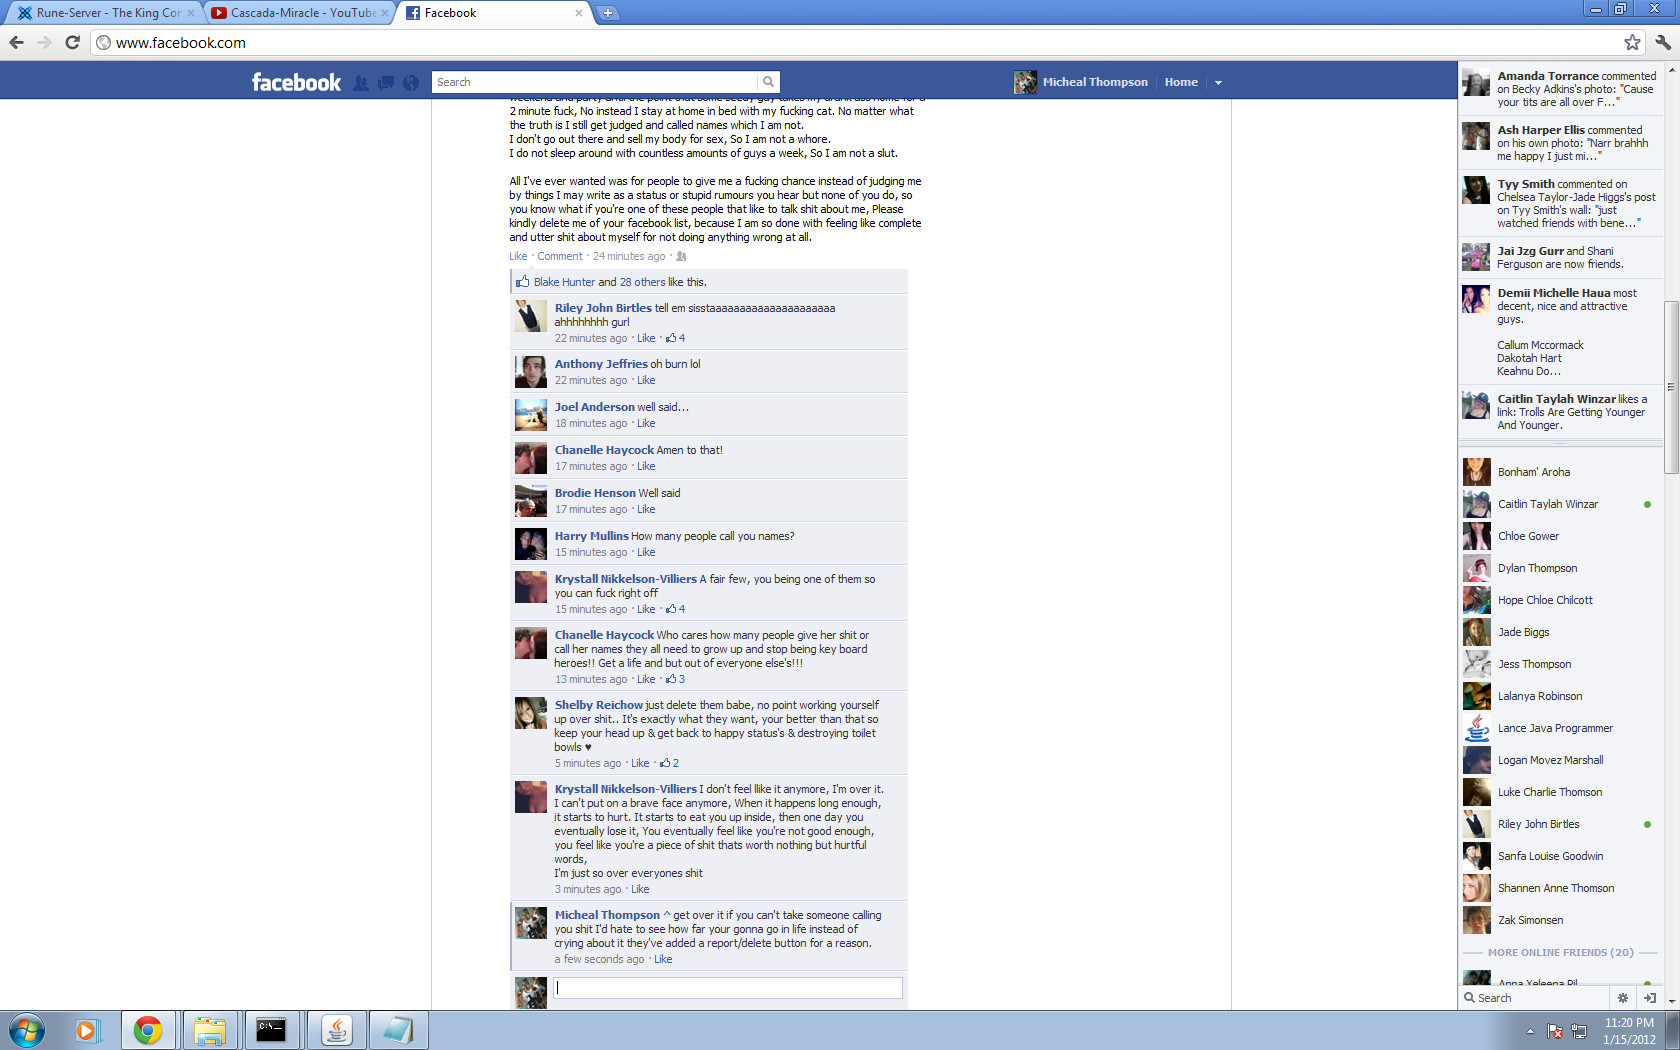 Rune-Server - The King Cor
Cascada-Miracle - YouTube
Facebook
www.facebook.com
facebook
Search
Micheal Thompson
Home
2 minute fuck, No instead I stay at home in bed with my fucking cat. No matter what
the truth is I still get judged and called names which I am not.
I don't go out there and sell my body for sex, So I am not a whore.
I do not sleep around with countless amounts of guys a week, So I am not a slut.
All I've ever wanted was for people to give me a fucking chance instead of judging me
by things I may write as a status or stupid rumours you hear but none of you do, so
you know what if you're one of these people that like to talk shit about me, Please
kindly delete me of your facebook list, because I am so done with feeling like complete
and utter shit about myself for not doing anything wrong at all.
Like · Comment · 24 minutes ago ·
Blake Hunter and 28 others like this.
Riley John Birtles tell em sisstaaaaaaaaaaaaaaaaaaaaa
ahhhhhhhh gurl
22 minutes ago · Like · 4
Anthony Jeffries oh burn lol
22 minutes ago · Like
Joel Anderson well said...
18 minutes ago · Like
Chanelle Haycock Amen to that!
17 minutes ago · Like
Brodie Henson Well said
17 minutes ago · Like
Harry Mullins How many people call you names?
15 minutes ago · Like
Krystall Nikkelson-Villiers A fair few, you being one of them so
you can fuck right off
15 minutes ago · Like · 4
Chanelle Haycock Who cares how many people give her shit or
call her names they all need to grow up and stop being key board
heroes!! Get a life and but out of everyone else's!!!
13 minutes ago · Like · 3
Shelby Reichow just delete them babe, no point working yourself
up over shit.. It's exactly what they want, your better than that so
keep your head up & get back to happy status's & destroying toilet
bowls ♥
5 minutes ago · Like · 2
Krystall Nikkelson-Villiers I don't feel llke it anymore, I'm over it.
I can't put on a brave face anymore, When it happens long enough,
it starts to hurt. It starts to eat you up inside, then one day you
eventually lose it, You eventually feel like you're not good enough,
you feel like you're a piece of shit thats worth nothing but hurtful
words,
I'm just so over everyones shit
3 minutes ago · Like
Micheal Thompson ^ get over it if you can't take someone calling
you shit I'd hate to see how far your gonna go in life instead of
crying about it they've added a report/delete button for a reason.
a few seconds ago · Like
Amanda Torrance commented
on Becky Adkins's photo: "Cause
your tits are all over F..."
Ash Harper Ellis commented
on his own photo: "Narr brahhh
me happy I just mi..."
Tyy Smith commented on
Chelsea Taylor-Jade Higgs's post
on Tyy Smith's wall: "just
watched friends with bene..."
Jai Jzg Gurr and Shani
Ferguson are now friends.
Demii Michelle Haua most
decent, nice and attractive
guys.
Callum Mccormack
Dakotah Hart
Keahnu Do...
Caitlin Taylah Winzar likes a
link: Trolls Are Getting Younger
And Younger.
Bonham' Aroha
Caitlin Taylah Winzar
Chloe Gower
Dylan Thompson
Hope Chloe Chilcott
Jade Biggs
Jess Thompson
Lalanya Robinson
Lance Java Programmer
Logan Movez Marshall
Luke Charlie Thomson
Riley John Birtles
Sanfa Louise Goodwin
Shannen Anne Thomson
Zak Simonsen
MORE ONLINE FRIENDS (20)
Search
11:20 PM
1/15/2012